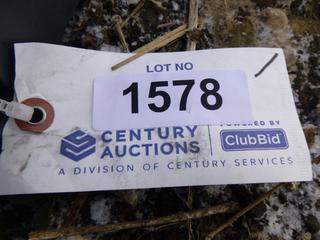 LOT NO
1578
CENTURY AUCTIONS
POWERED BY
ClubBid
A DIVISION OF CENTURY SERVICES